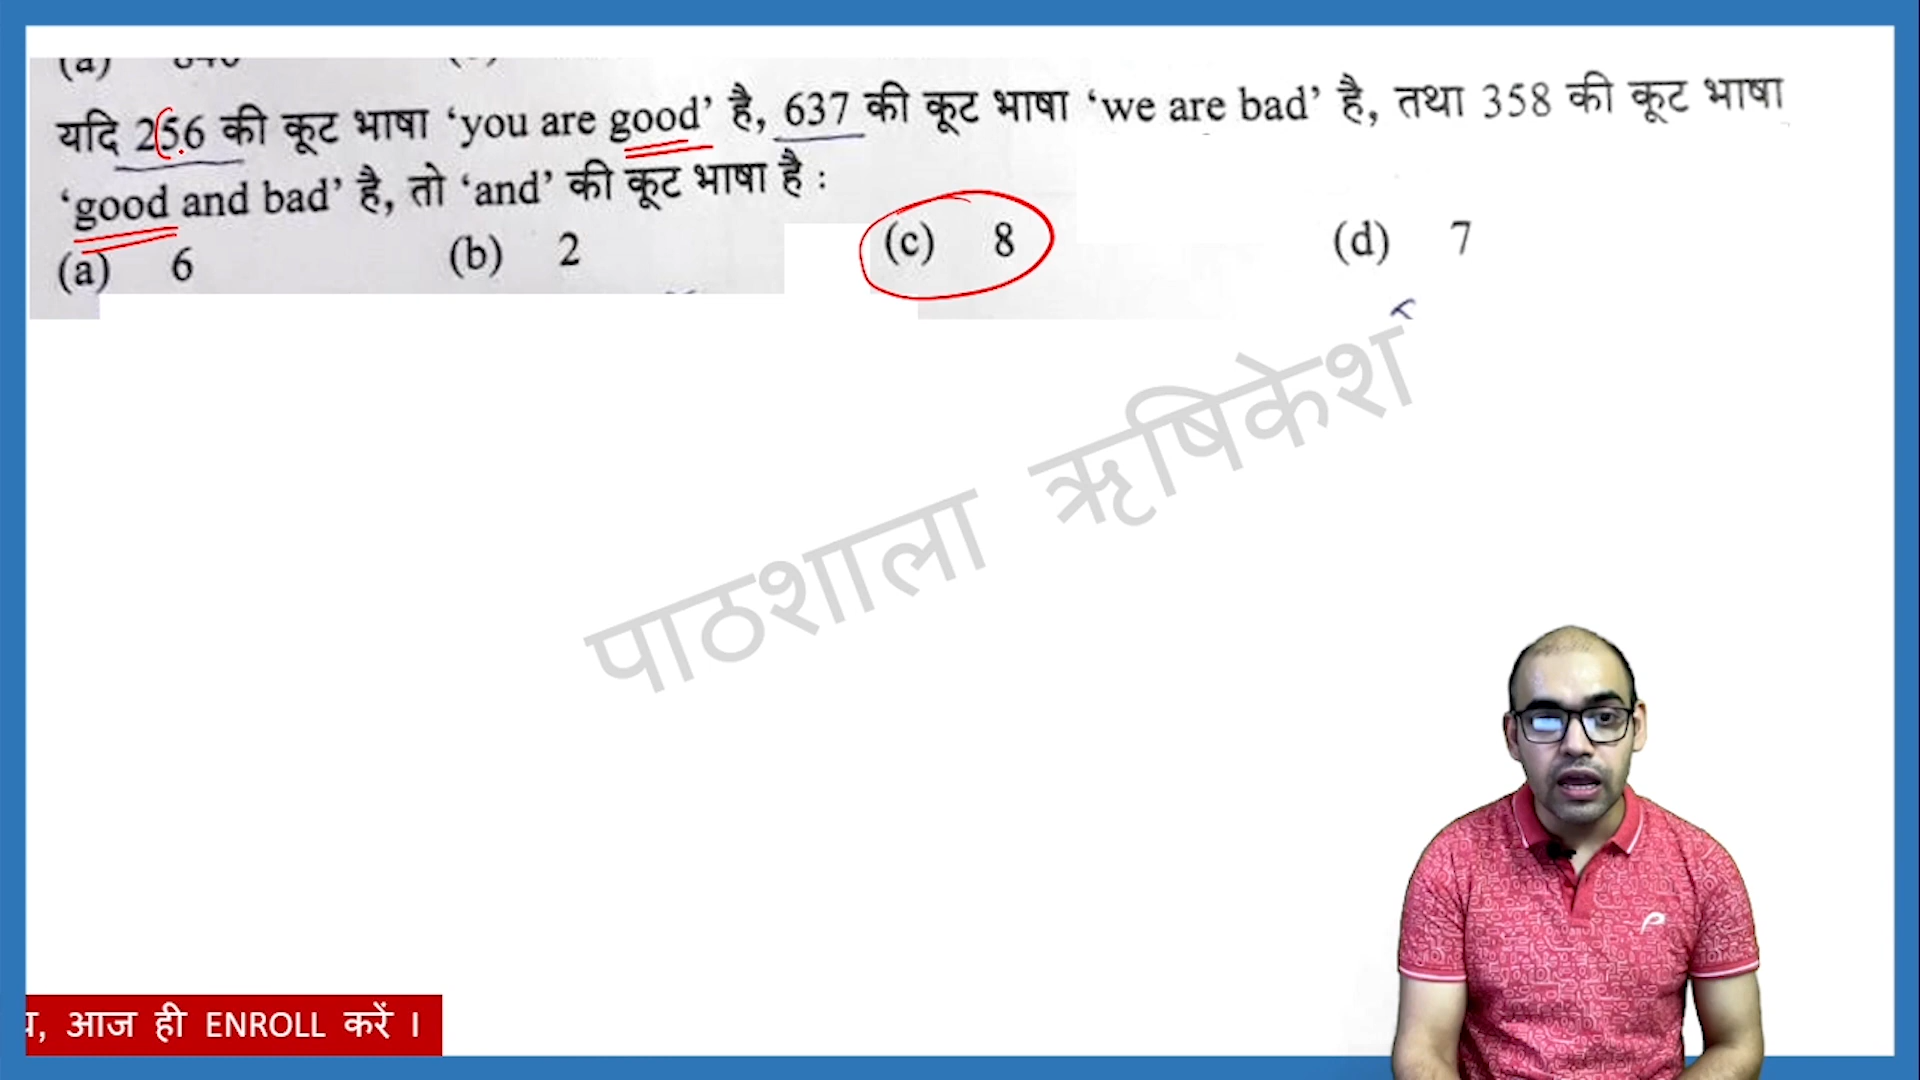 (a)
यदि 256 की कूट भाषा ‘you are good’ है, 637 की कूट भाषा ‘we are bad’ है, तथा 358 की कूट भाषा
‘good and bad’ है, तो ‘and’ की कूट भाषा है :
(a) 6 (b) 2 (c) 8 (d) 7
पाठशाला ऋषिकेश
आज ही ENROLL करें ।